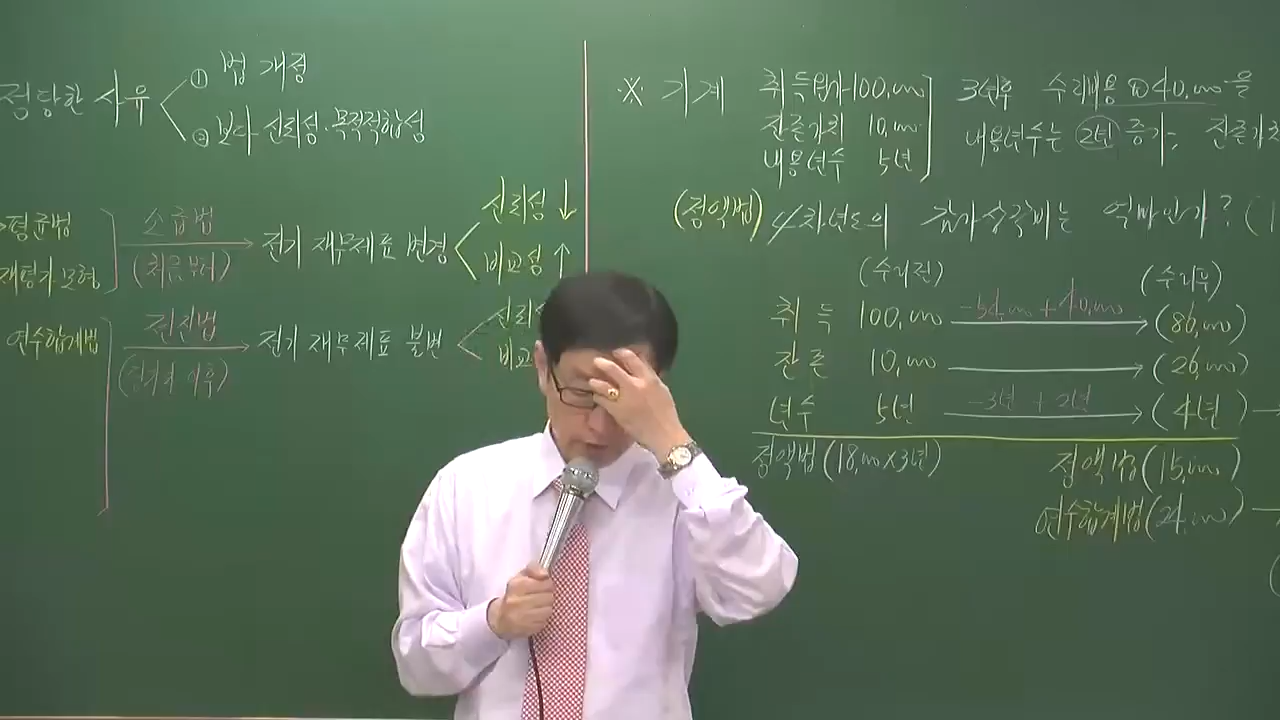 정당한 사유
① 법 개정
② 보다 신뢰성·목적적합성
평균법
재평가모형
소급법
(처음부터)
전기 재무제표 변경
신뢰성 ↓
비교성 ↑
연수합계법
전진법
전기 재무제표 불변
신뢰
비교
※ 기계
취득원가 100,000
잔존가치 10,000
내용년수 5년
3년후 수리비용 ₩40,000을
내용년수는 2년 증가, 잔존가치
(정액법) 4차년도의 감가상각비는 얼마인가? (1
(수리전)
(수리후)
취득 100,000 -54,000 + 40,000 (86,000)
잔존 10,000 (26,000)
년수 5년 -3년 + 2년 (4년)
정액법 (18,000×3년)
정액법 (15,000)
연수합계법 (24,000)